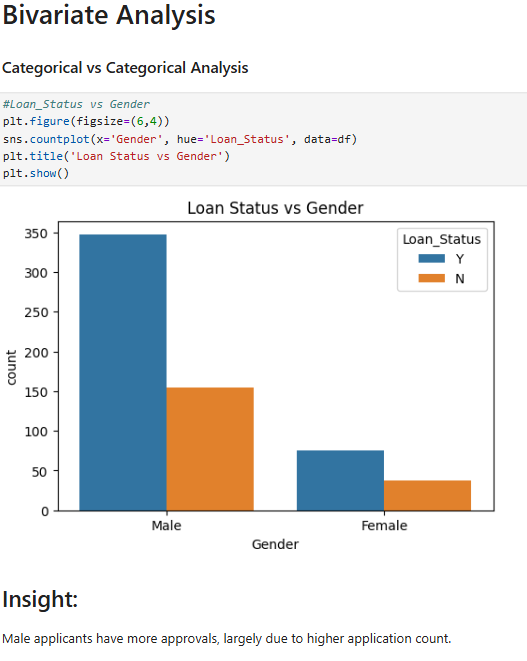 Bivariate Analysis
Categorical vs Categorical Analysis
#Loan_Status vs Gender
plt.figure(figsize=(6,4))
sns.countplot(x='Gender', hue='Loan_Status', data=df)
plt.title('Loan Status vs Gender')
plt.show()
Loan Status vs Gender
Loan_Status
Y
N
350
300
250
200
150
100
50
0
count
Male
Female
Gender
Insight:
Male applicants have more approvals, largely due to higher application count.